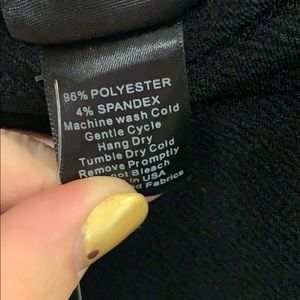 96% POLYESTER
4% SPANDEX
Machine wash Cold
Gentle Cycle
Hang Dry
Tumble Dry Cold
Remove Promptly
Bleach
in USA
Fabrics